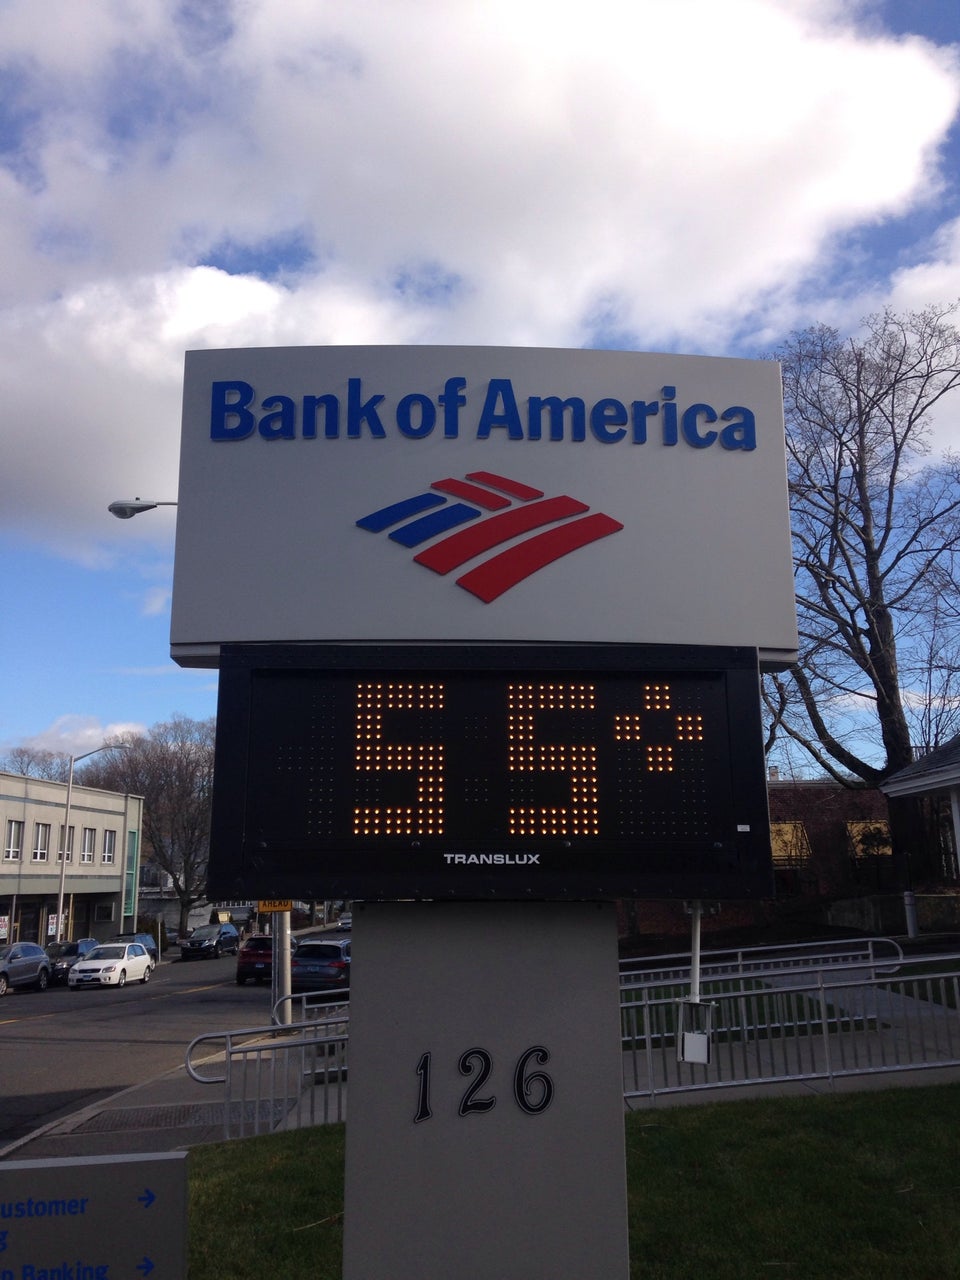 Bank of America
55°
TRANSLUX
AHEAD
126
ustomer →
g
Banking →